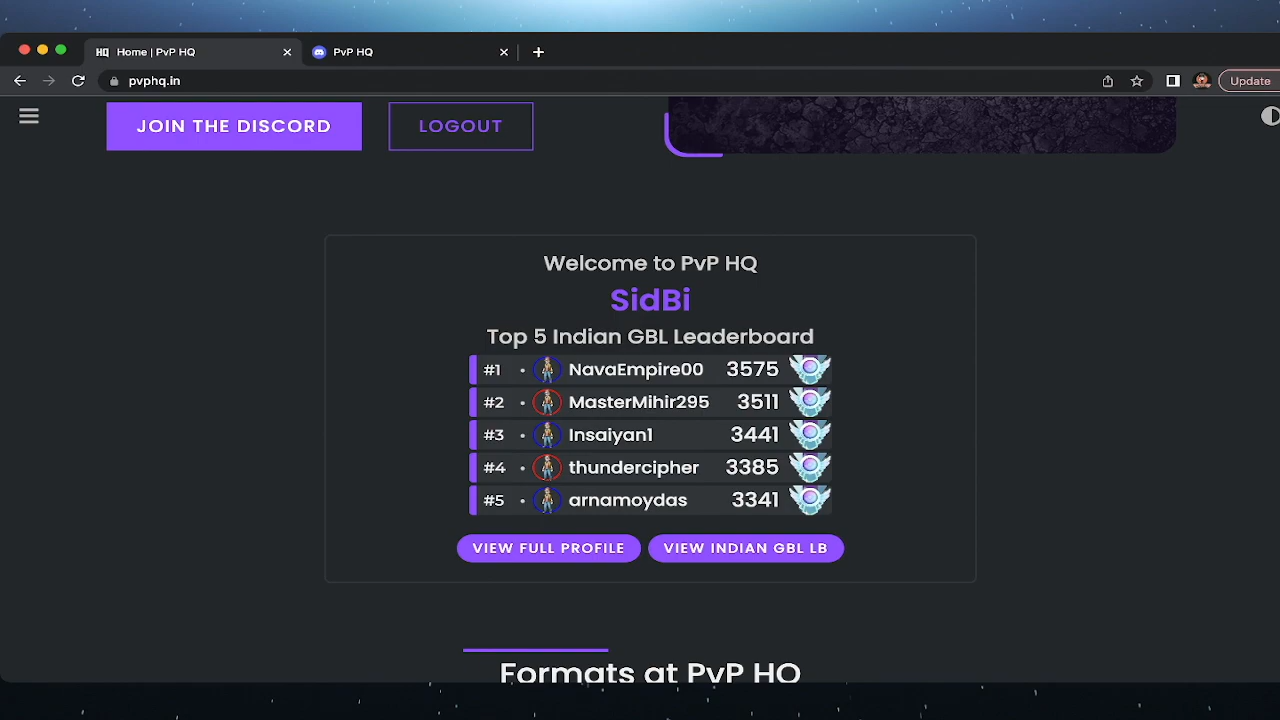 HQ Home | PvP HQ
PvP HQ
pvphq.in
Update
JOIN THE DISCORD
LOGOUT
Welcome to PvP HQ
SidBi
Top 5 Indian GBL Leaderboard
#1 • NavaEmpire00 3575
#2 • MasterMihir295 3511
#3 • Insaiyan1 3441
#4 • thundercipher 3385
#5 • arnamoydas 3341
VIEW FULL PROFILE
VIEW INDIAN GBL LB
Formats at PvP HQ